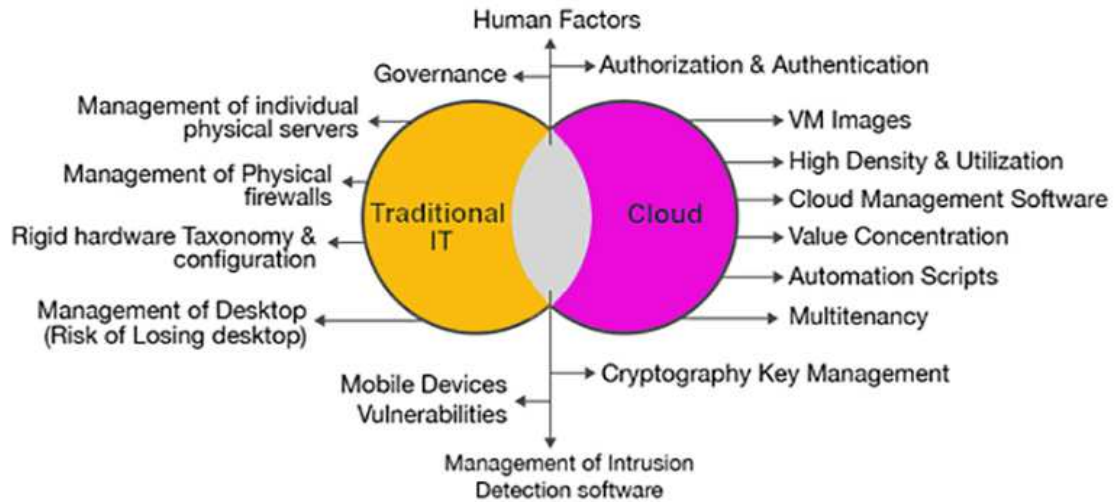 Human Factors
Governance
Authorization & Authentication
Management of individual
physical servers
VM Images
High Density & Utilization
Management of Physical
firewalls
Cloud Management Software
Traditional
IT
Cloud
Rigid hardware Taxonomy &
configuration
Value Concentration
Automation Scripts
Management of Desktop
(Risk of Losing desktop)
Multitenancy
Cryptography Key Management
Mobile Devices
Vulnerabilities
Management of Intrusion
Detection software